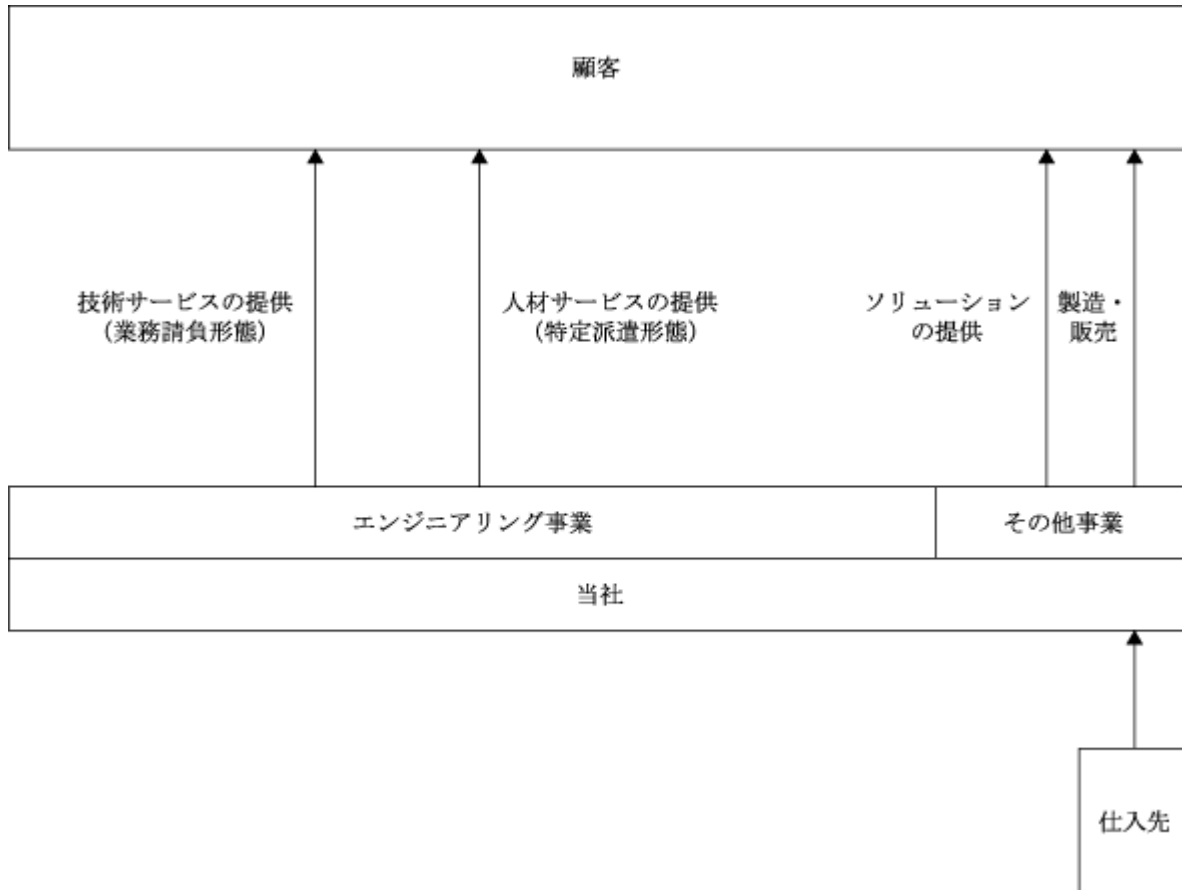 顧客
技術サービスの提供
（業務請負形態）
人材サービスの提供
（特定派遣形態）
ソリューション
の提供
製造・
販売
エンジニアリング事業
その他事業
当社
仕入先